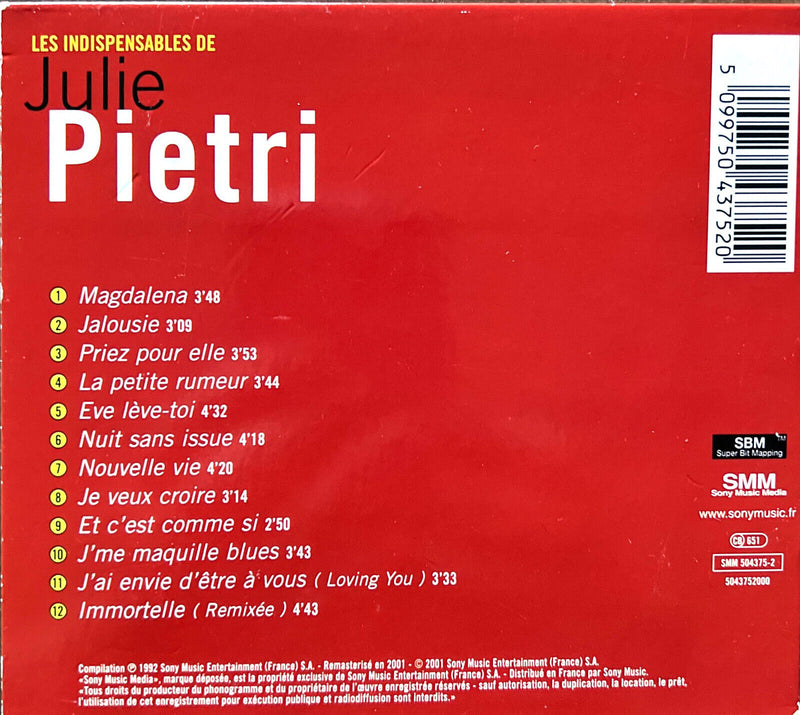 LES INDISPENSABLES DE
Julie
Pietri
5 099750 437520
1 Magdalena 3'48
2 Jalousie 3'09
3 Priez pour elle 3'53
4 La petite rumeur 3'44
5 Eve lève-toi 4'32
6 Nuit sans issue 4'18
7 Nouvelle vie 4'20
8 Je veux croire 3'14
9 Et c'est comme si 2'50
10 J'me maquille blues 3'43
11 J'ai envie d'être à vous ( Loving You ) 3'33
12 Immortelle ( Remixée ) 4'43
SBM™
Super Bit Mapping
SMM
Sony Music Media
www.sonymusic.fr
CB 651
SMM 504375-2
5043752000
Compilation ℗ 1992 Sony Music Entertainment (France) S.A. - Remasterisé en 2001 - © 2001 Sony Music Entertainment (France) S.A.
«Sony Music Media», marque déposée, est la propriété exclusive de Sony Music Entertainment (France) S.A. - Distribué en France par Sony Music.
«Tous droits du producteur du phonogramme et du propriétaire de l'œuvre enregistrée réservés - sauf autorisation, la duplication, la location, le prêt,
l'utilisation de cet enregistrement pour exécution publique et radiodiffusion sont interdits.»